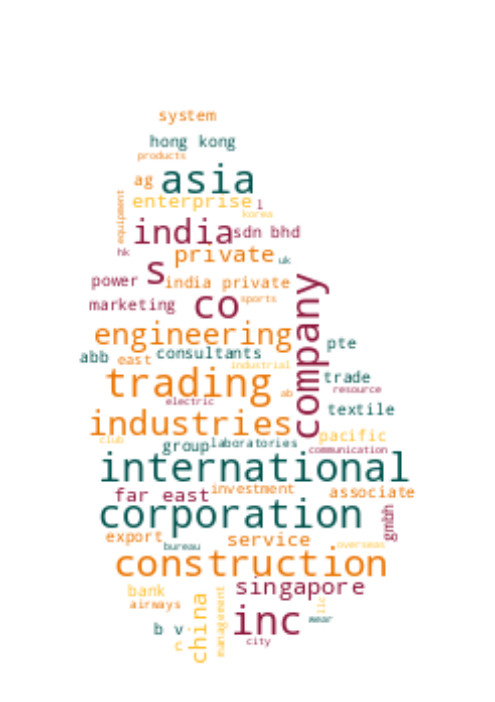 system
hong kong
products
ag asia
equipment
enterprise l
korma
india sdn bhd
hk
private uk
s
power india private
marketing co sports
company
engineering
pte
abb east consultants
industrial
trading trade
resource
electric ab
industries textile
club pacific
group laboratories
communication
international
far east investment associate
corporation
gmbh
export service
bureau overseas
construction
bank singapore
airways
china
management
llc
inc wear
b v
c city